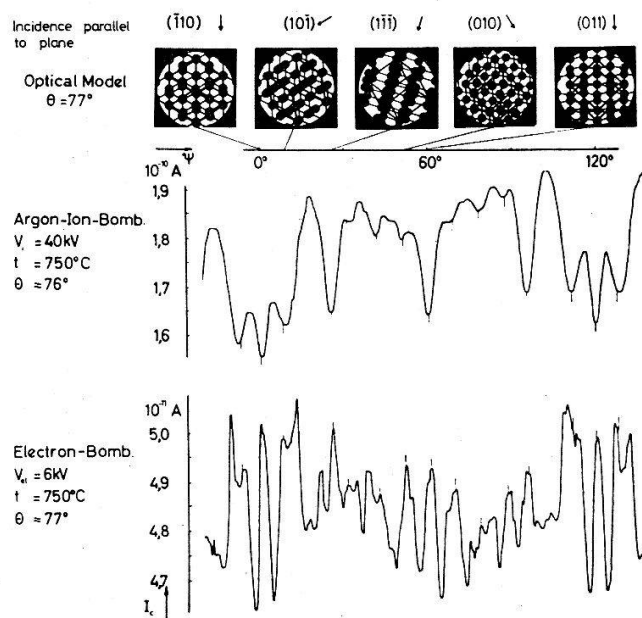 Incidence parallel to plane
(1̄10) (101̄) (11̄1̄) (010) (011)
Optical Model
θ = 77°
Ψ 0° 60° 120°
10⁻¹⁰ A
1,9
1,8
1,7
1,6
Argon-Ion-Bomb.
V = 40kV
t = 750°C
θ = 76°
10⁻¹¹ A
5,0
4,9
4,8
4,7
I꜀
Electron-Bomb.
Vₑₗ = 6kV
t = 750°C
θ ≈ 77°